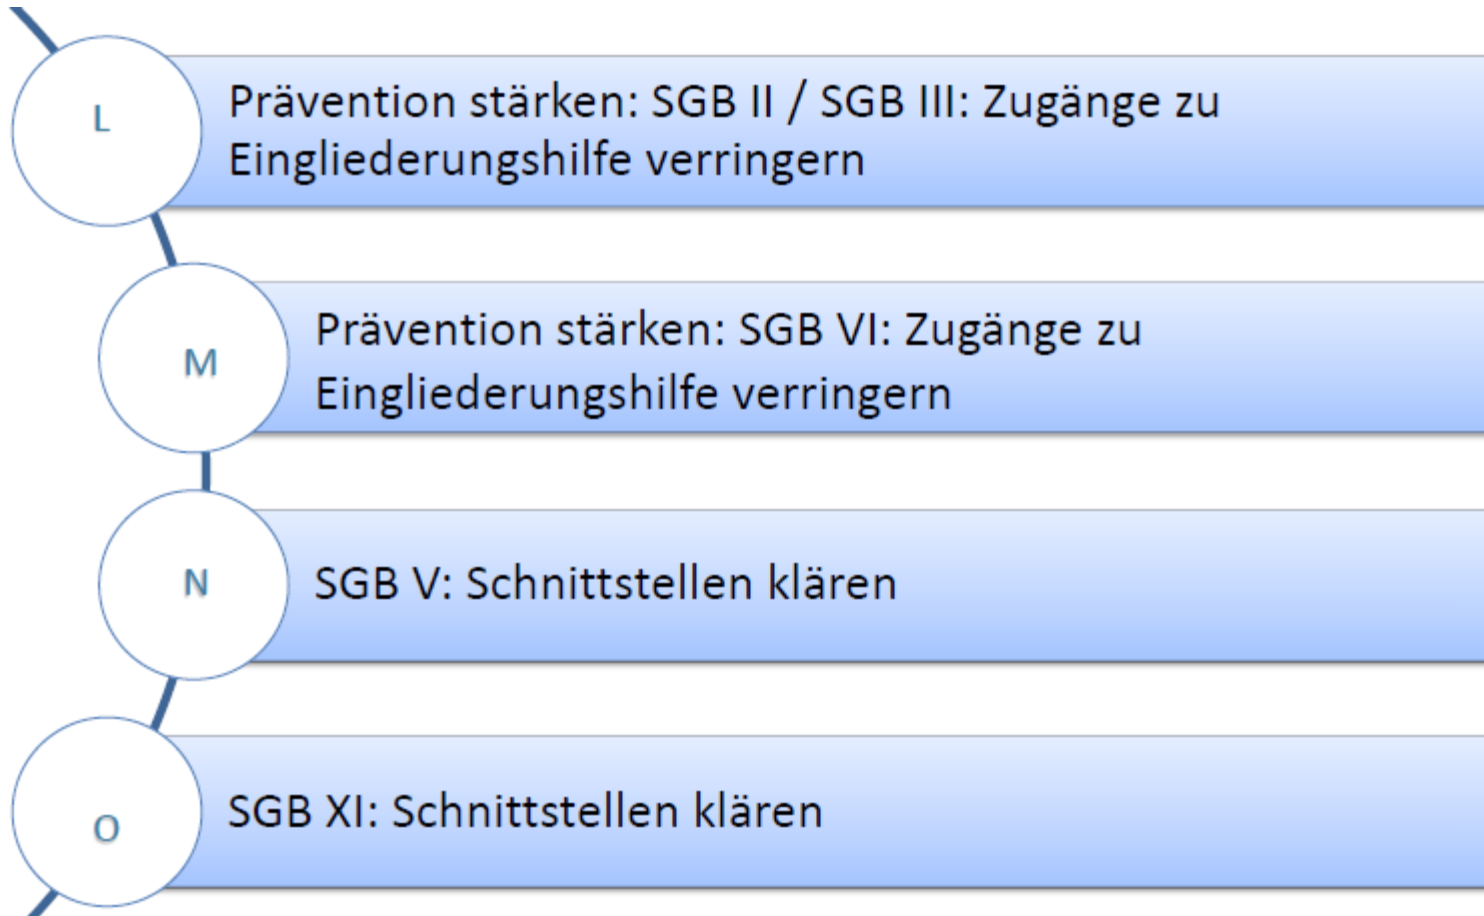 L
Prävention stärken: SGB II / SGB III: Zugänge zu
Eingliederungshilfe verringern
M
Prävention stärken: SGB VI: Zugänge zu
Eingliederungshilfe verringern
N
SGB V: Schnittstellen klären
O
SGB XI: Schnittstellen klären